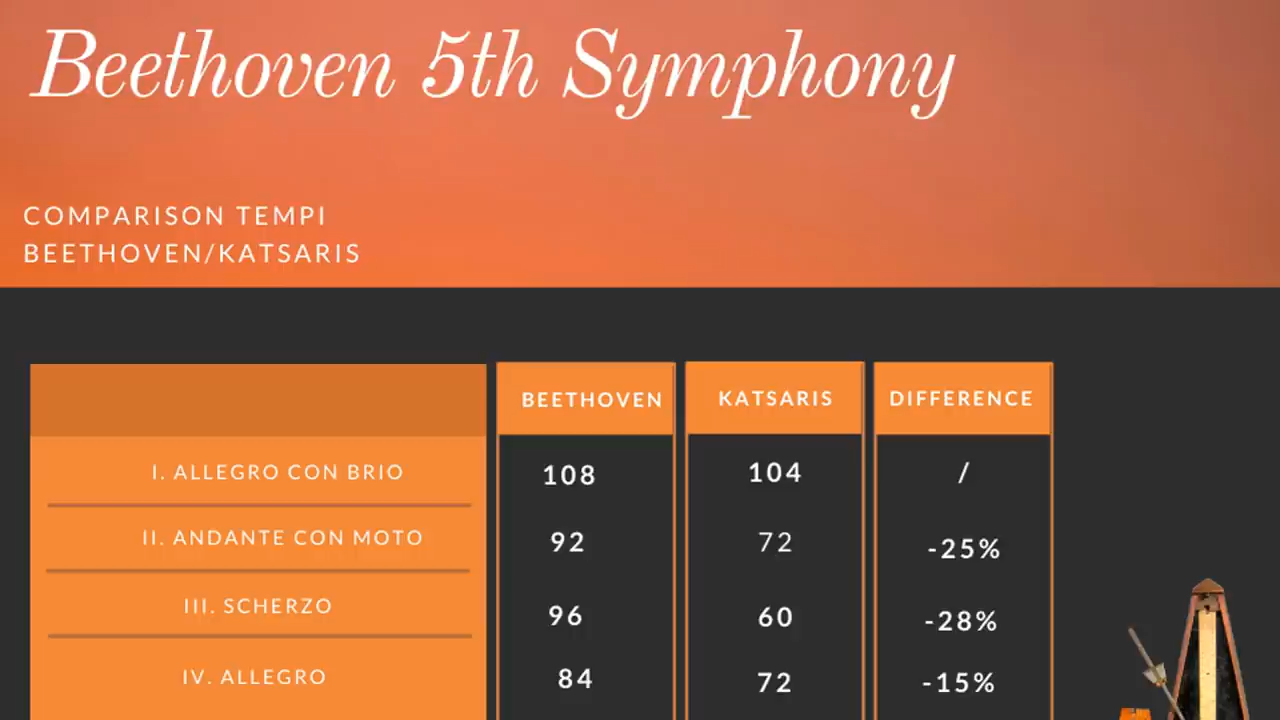 Beethoven 5th Symphony
COMPARISON TEMPI
BEETHOVEN/KATSARIS
BEETHOVEN KATSARIS DIFFERENCE
I. ALLEGRO CON BRIO 108 104 /
II. ANDANTE CON MOTO 92 72 -25%
III. SCHERZO 96 60 -28%
IV. ALLEGRO 84 72 -15%